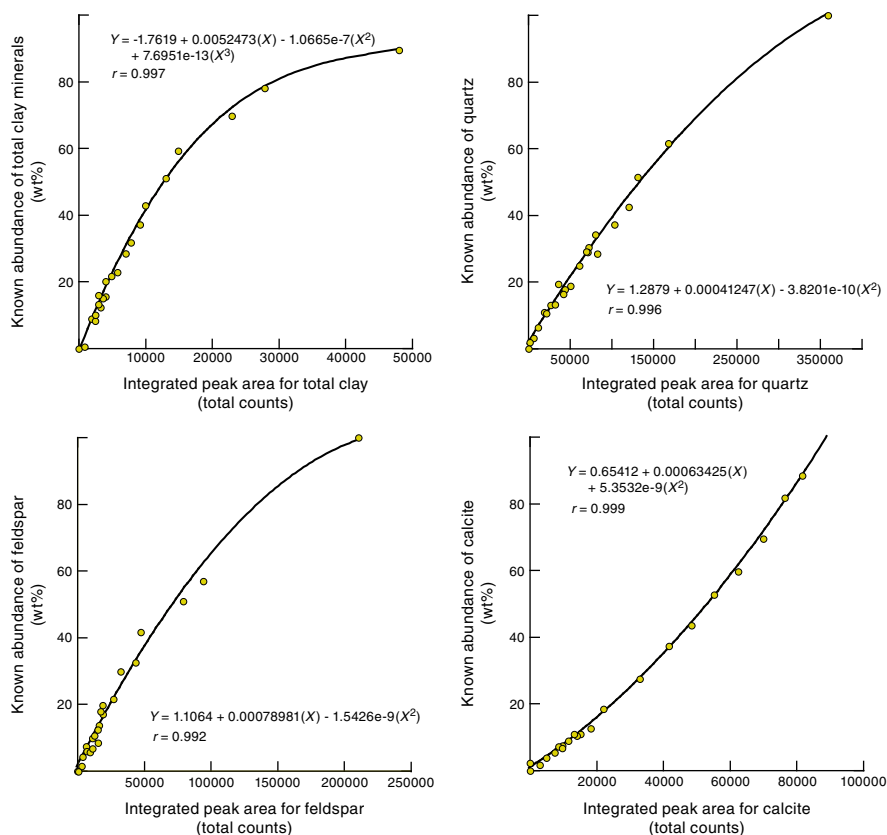 Y = -1.7619 + 0.0052473(X) - 1.0665e-7(X²)
+ 7.6951e-13(X³)
r = 0.997
Known abundance of total clay minerals
(wt%)
80
60
40
20
10000 20000 30000 40000 50000
Integrated peak area for total clay
(total counts)
Known abundance of quartz
(wt%)
100
80
60
40
20
Y = 1.2879 + 0.00041247(X) - 3.8201e-10(X²)
r = 0.996
50000 150000 250000 350000
Integrated peak area for quartz
(total counts)
Known abundance of feldspar
(wt%)
80
60
40
20
Y = 1.1064 + 0.00078981(X) - 1.5426e-9(X²)
r = 0.992
50000 100000 150000 200000 250000
Integrated peak area for feldspar
(total counts)
Y = 0.65412 + 0.00063425(X)
+ 5.3532e-9(X²)
r = 0.999
Known abundance of calcite
(wt%)
80
60
40
20
20000 40000 60000 80000 100000
Integrated peak area for calcite
(total counts)